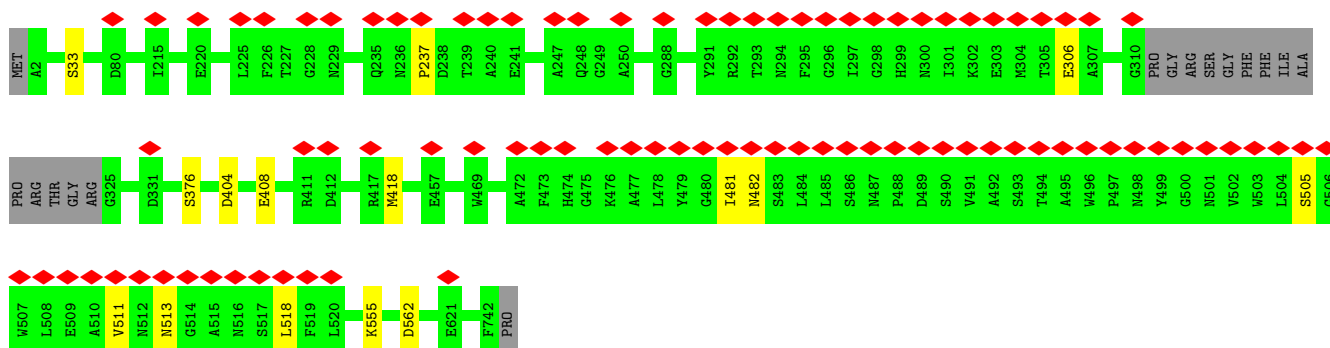 MET A2 S33 D80 I215 E220 L225 F226 T227 G228 N229 Q235 N236 P237 D238 T239 A240 E241 A247 Q248 G249 A250 G288 Y291 R292 T293 N294 F295 G296 I297 G298 H299 N300 I301 K302 E303 M304 T305 E306 A307 G310 PRO GLY ARG SER GLY PHE PHE ILE ALA
PRO ARG THR GLY ARG G325 D331 S376 D404 E408 R411 D412 R417 M418 E457 W469 A472 F473 H474 G475 K476 A477 L478 Y479 G480 I481 N482 S483 L484 L485 S486 N487 P488 D489 S490 V491 A492 S493 T494 A495 W496 P497 N498 Y499 G500 N501 V502 W503 L504 S505 G506
W507 L508 E509 A510 V511 N512 N513 G514 A515 N516 S517 L518 F519 L520 K555 D562 E621 F742 PRO